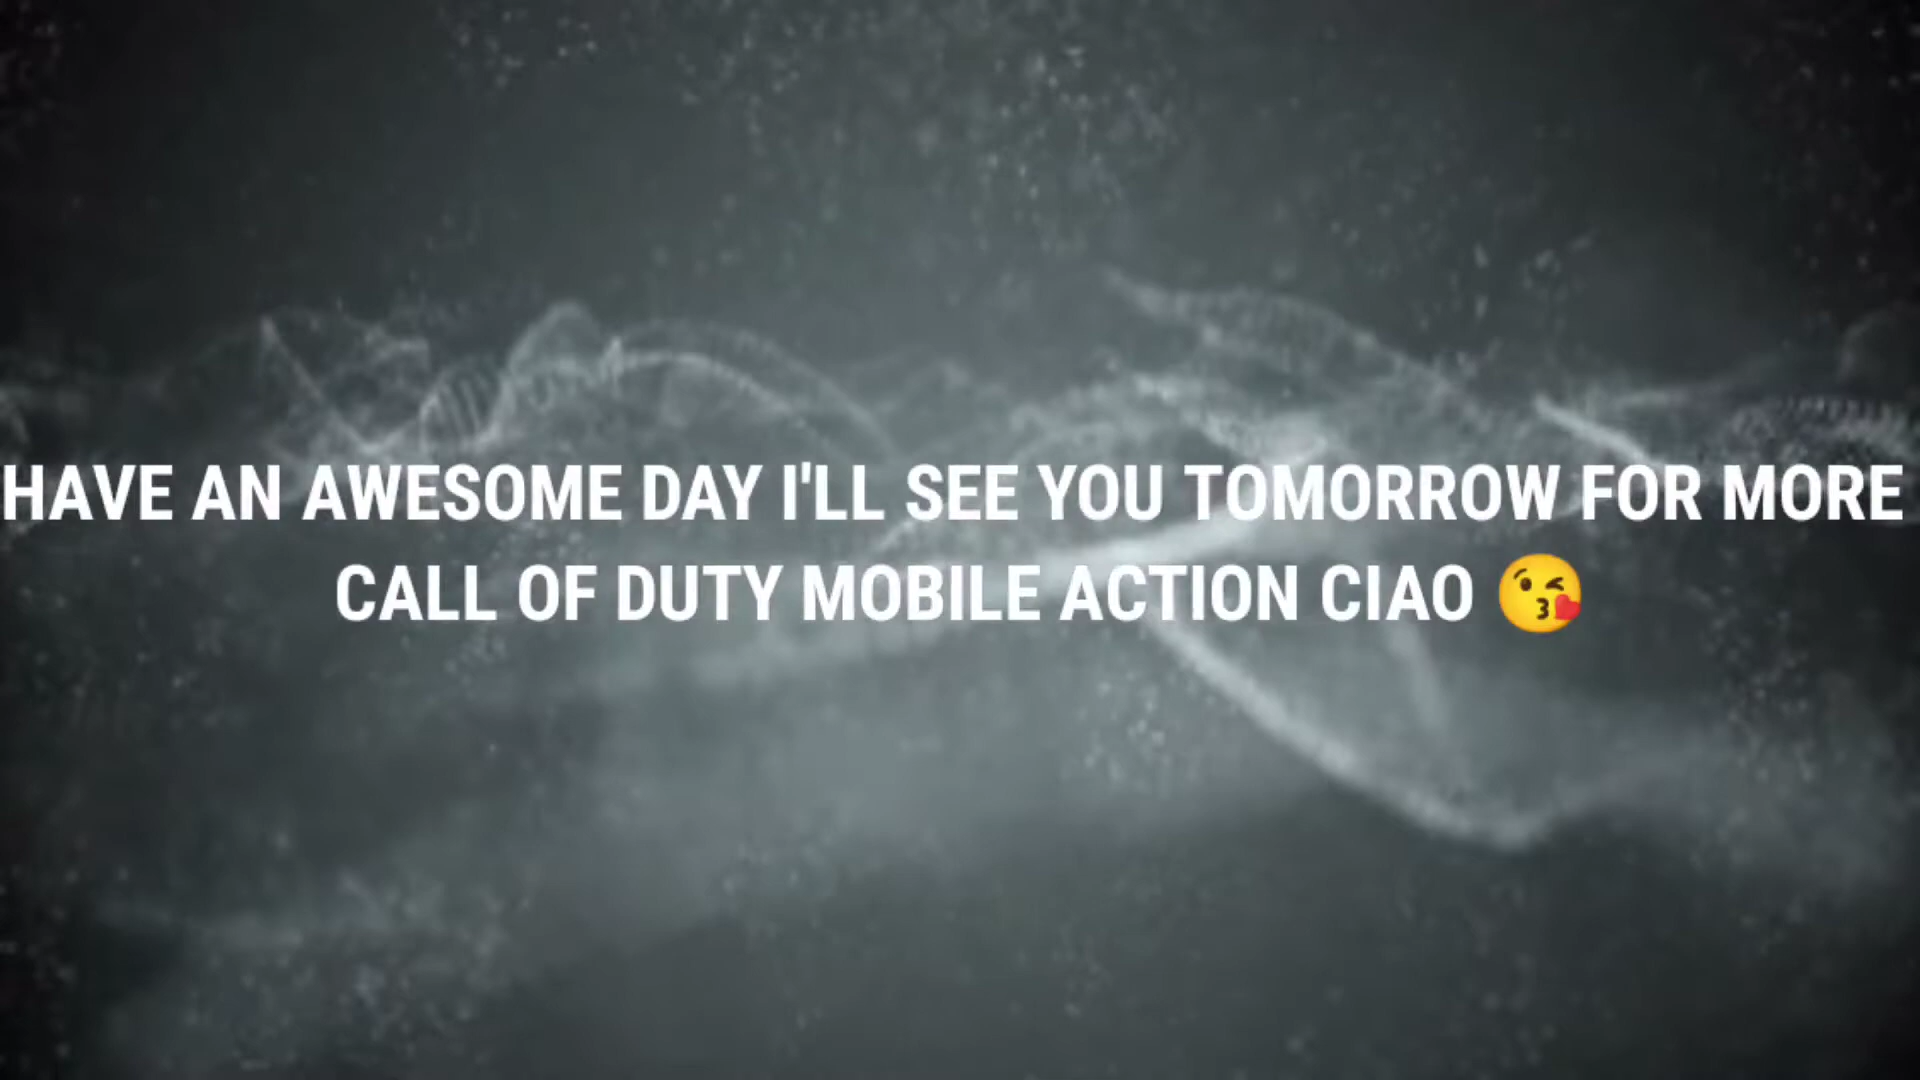 HAVE AN AWESOME DAY I'LL SEE YOU TOMORROW FOR MORE
CALL OF DUTY MOBILE ACTION CIAO 😘